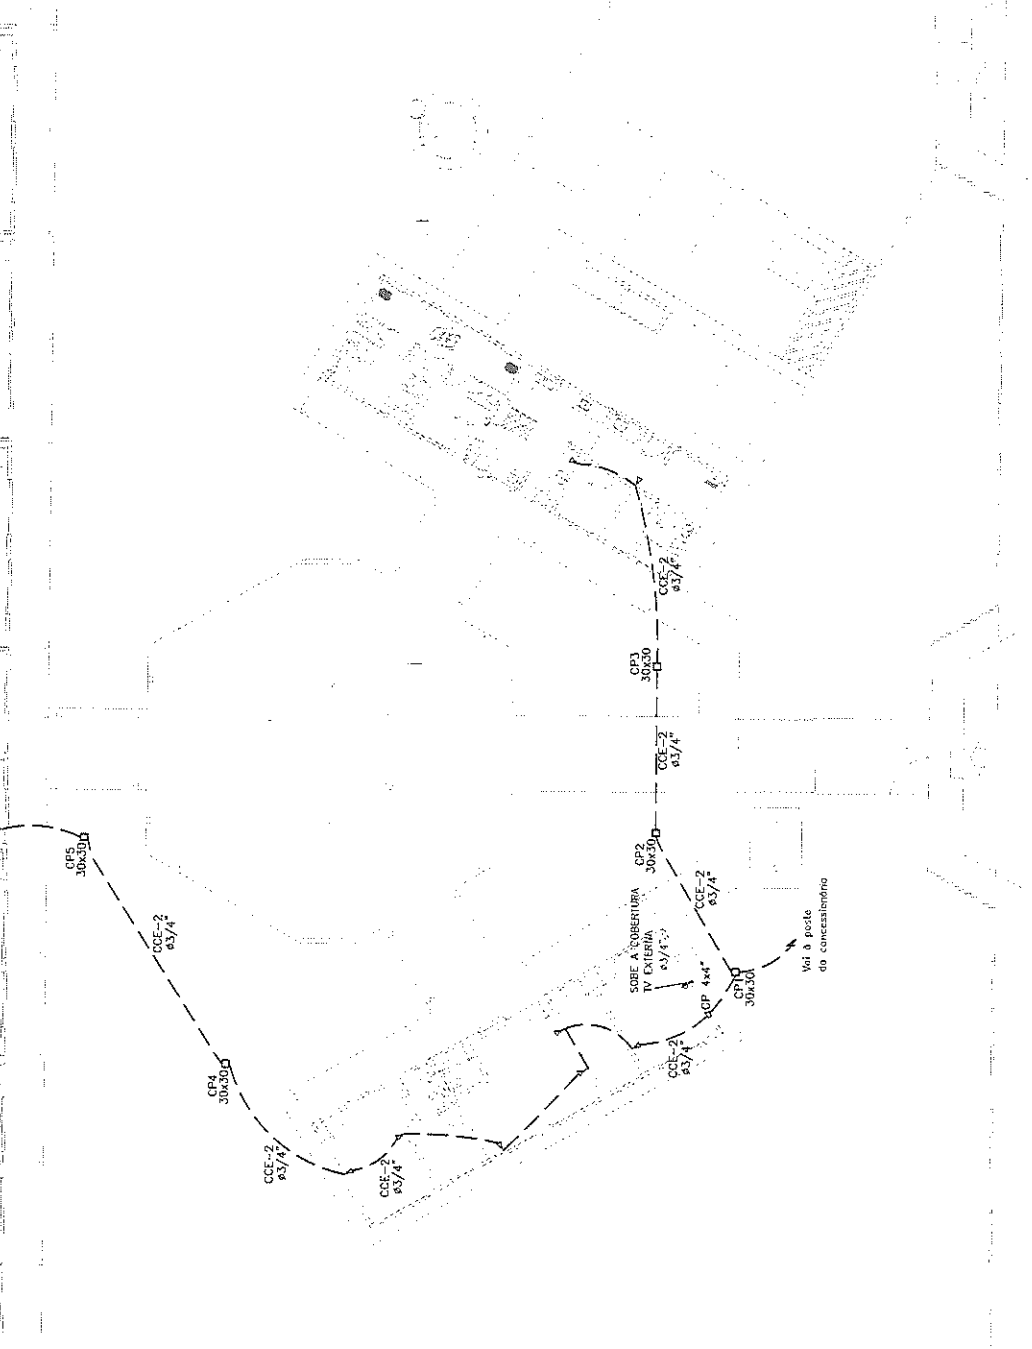 CP5
30x30
CCE-2
ø3/4"
CP4
30x30
CCE-2
ø3/4"
CCE-2
ø3/4"
CCE-2
ø3/4"
CP3
30x30
CCE-2
ø3/4"
CP2
30x30
CCE-2
ø3/4"
SOBE A COBERTURA
TV EXTERNA
ø3/4"
CP 4x4"
CP1
30x30
CCE-2
ø3/4"
Vai à poste
da concessionária